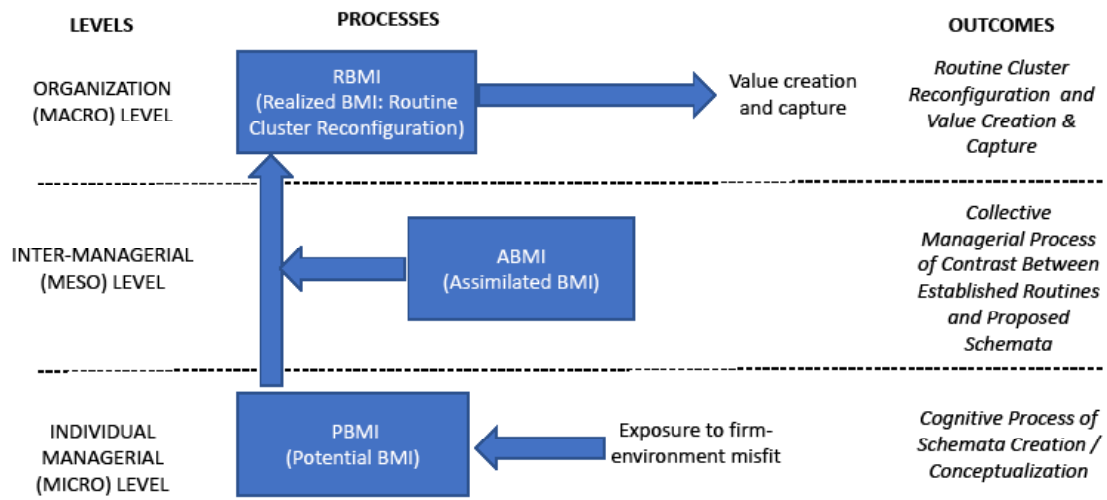 LEVELS
PROCESSES
OUTCOMES
ORGANIZATION
(MACRO) LEVEL
RBMI
(Realized BMI: Routine
Cluster Reconfiguration)
Value creation
and capture
Routine Cluster
Reconfiguration and
Value Creation &
Capture
INTER-MANAGERIAL
(MESO) LEVEL
ABMI
(Assimilated BMI)
Collective
Managerial Process
of Contrast Between
Established Routines
and Proposed
Schemata
INDIVIDUAL
MANAGERIAL
(MICRO) LEVEL
PBMI
(Potential BMI)
Exposure to firm-
environment misfit
Cognitive Process of
Schemata Creation /
Conceptualization